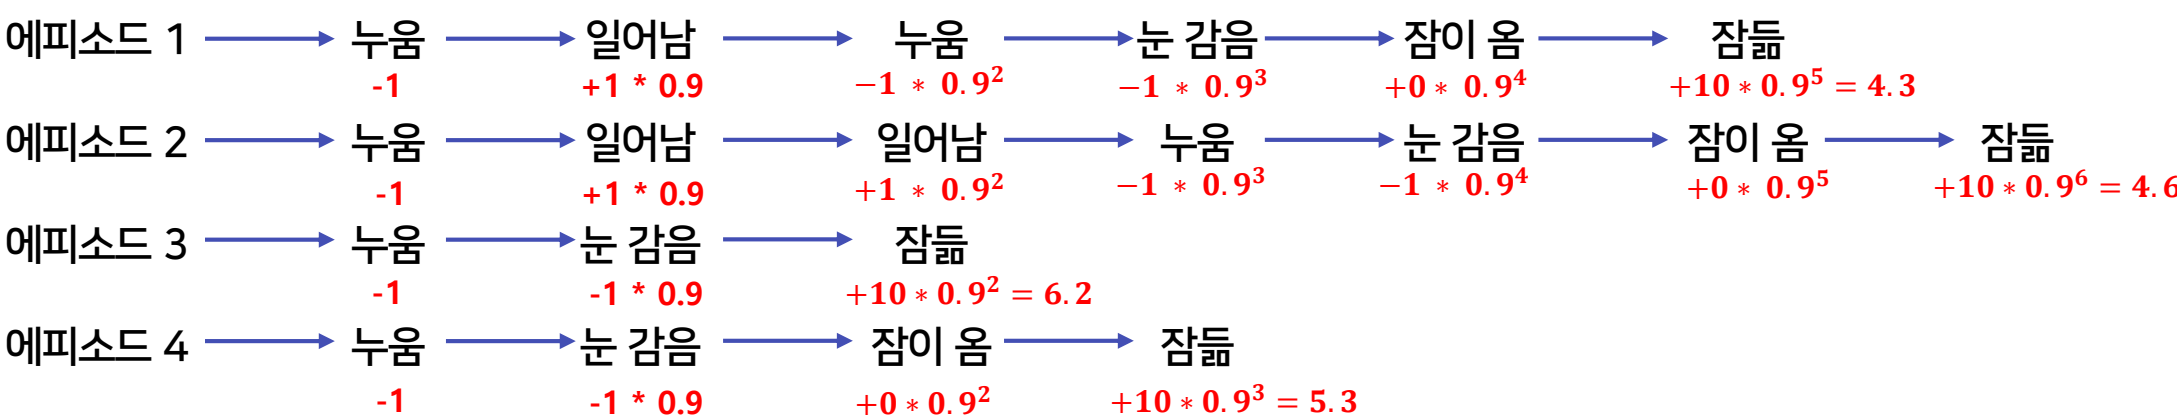 에피소드 1 누움 일어남 누움 눈 감음 잠이 옴 잠듦
-1 +1 * 0.9 −1 * 0.9² −1 * 0.9³ +0 * 0.9⁴ +10 * 0.9⁵ = 4.3
에피소드 2 누움 일어남 일어남 누움 눈 감음 잠이 옴 잠듦
-1 +1 * 0.9 +1 * 0.9² −1 * 0.9³ −1 * 0.9⁴ +0 * 0.9⁵ +10 * 0.9⁶ = 4.6
에피소드 3 누움 눈 감음 잠듦
-1 -1 * 0.9 +10 * 0.9² = 6.2
에피소드 4 누움 눈 감음 잠이 옴 잠듦
-1 -1 * 0.9 +0 * 0.9² +10 * 0.9³ = 5.3